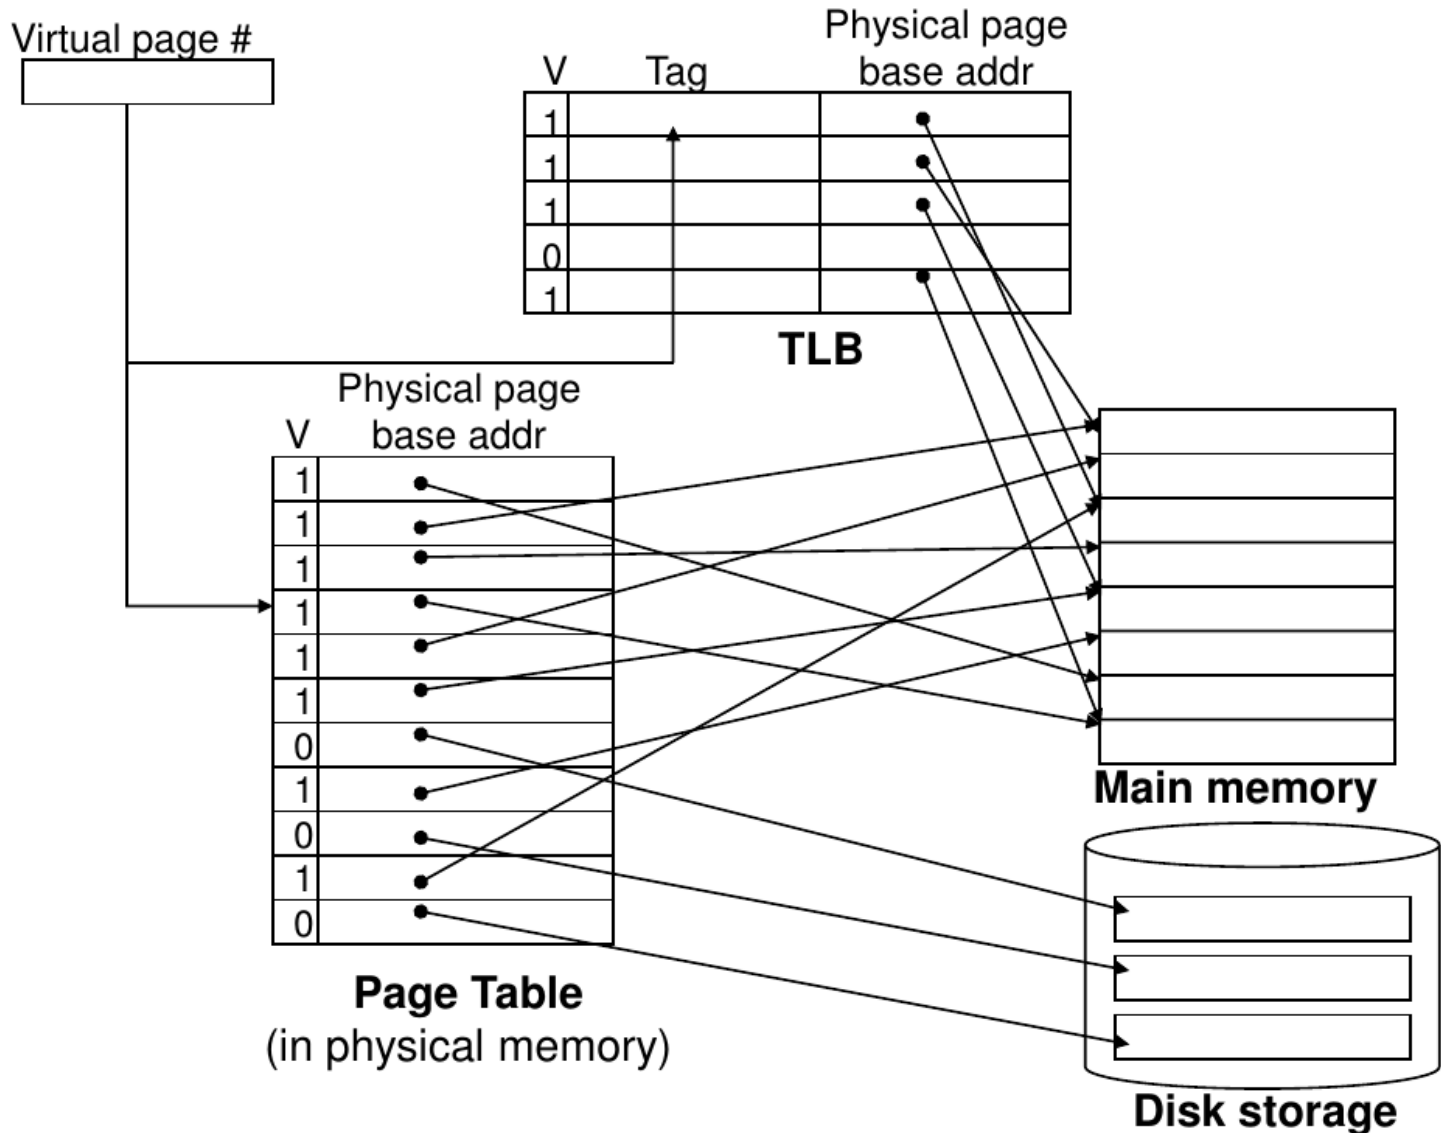 Virtual page #
Physical page
V Tag base addr
1
1
1
0
1
TLB
Physical page
V base addr
1
1
1
1
1
1
0
1
0
1
0
Page Table
(in physical memory)
Main memory
Disk storage